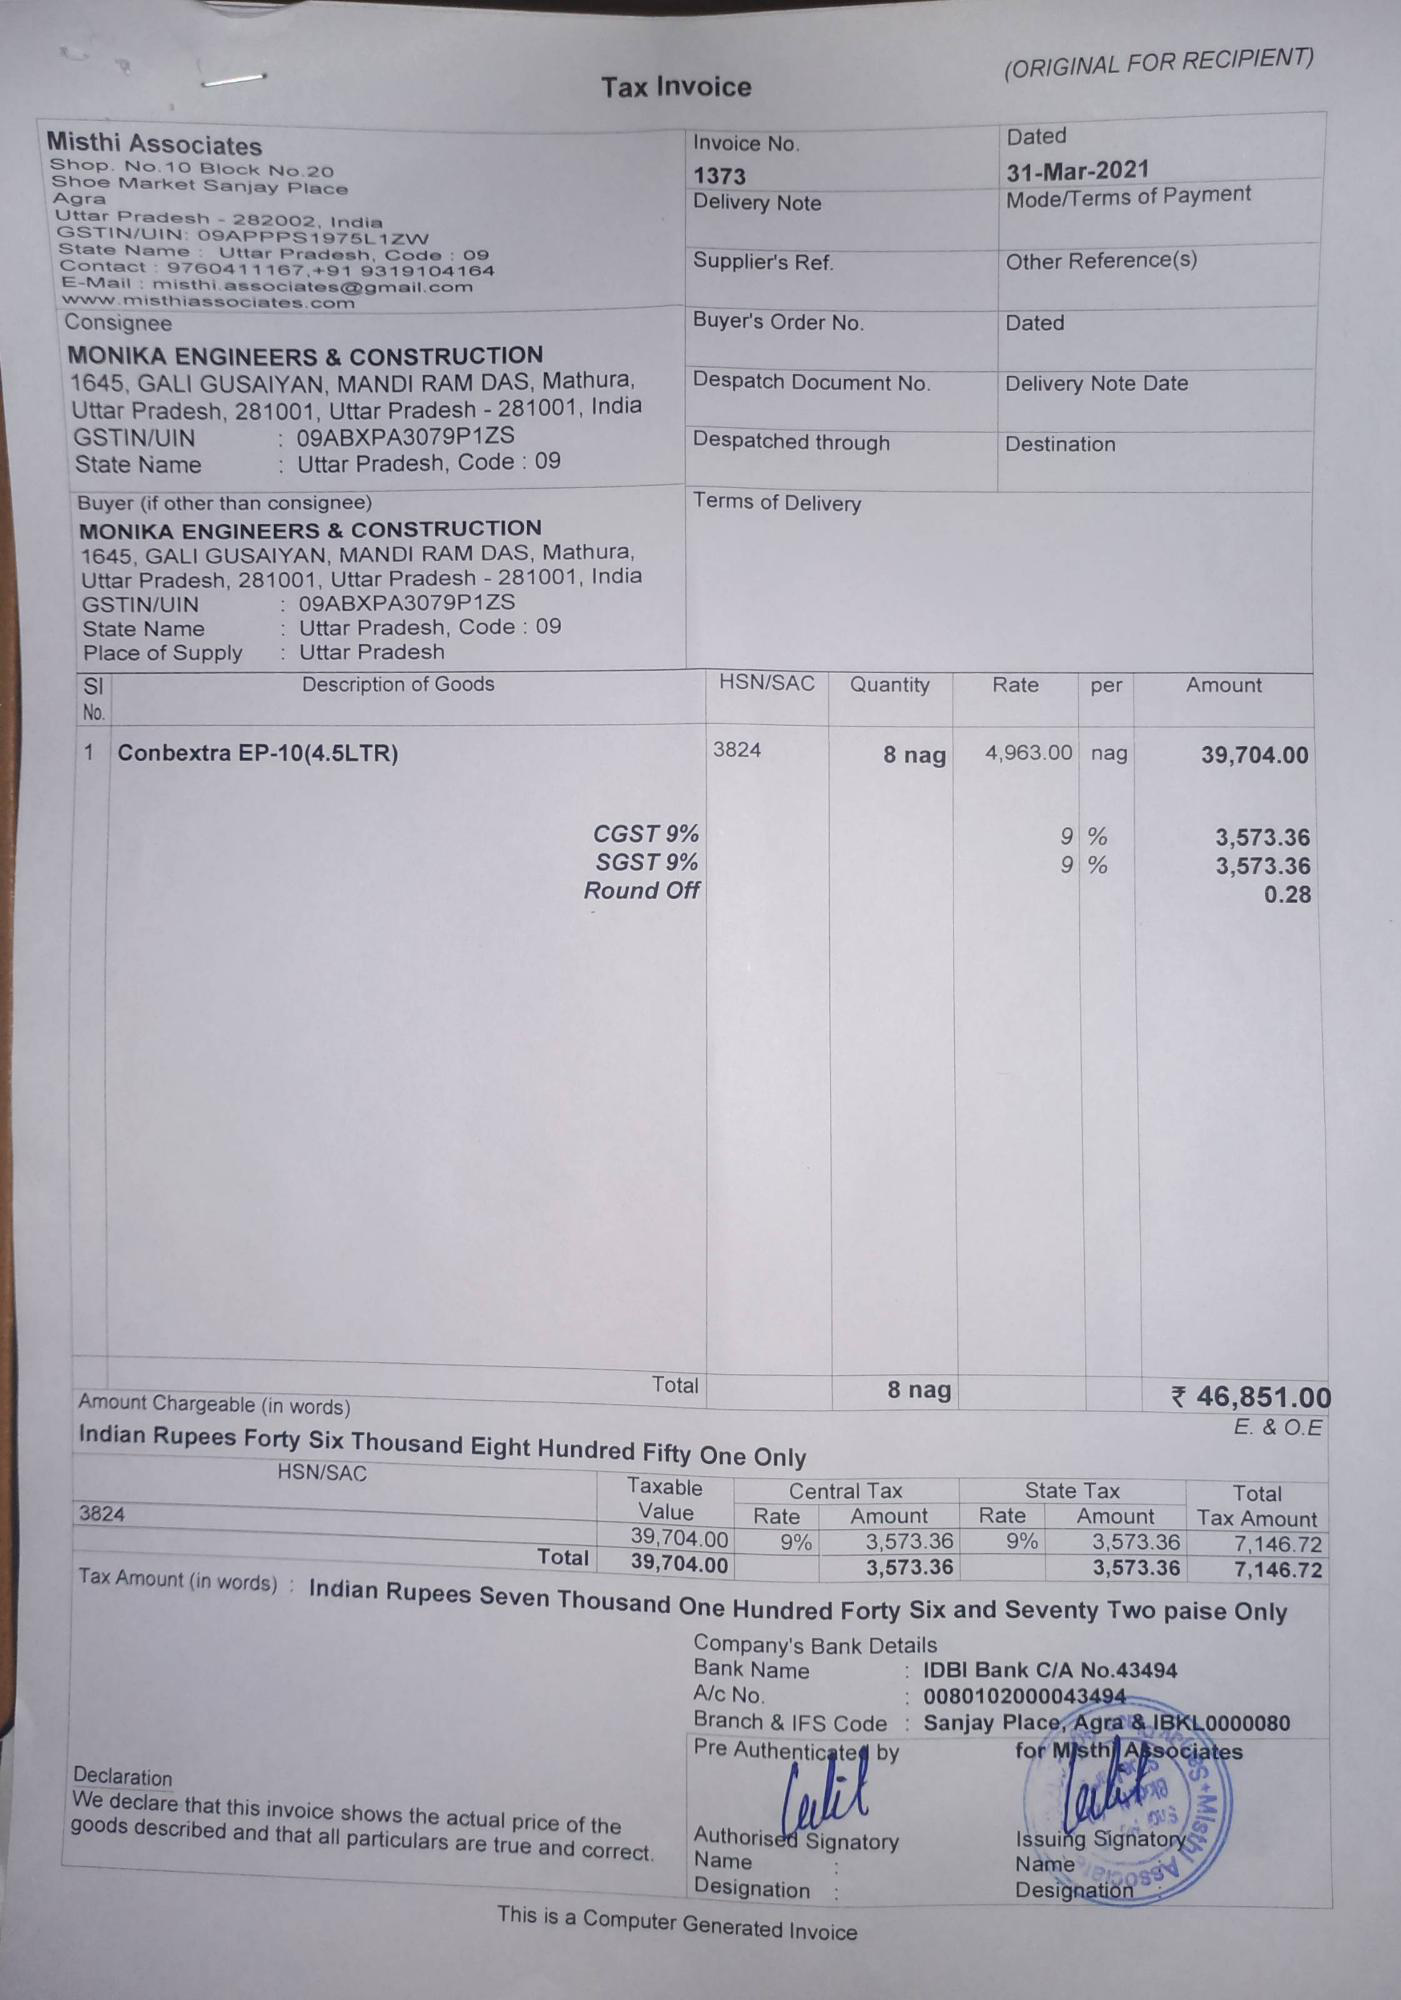 (ORIGINAL FOR RECIPIENT)
Tax Invoice
Misthi Associates
Shop. No.10 Block No.20
Shoe Market Sanjay Place
Agra
Uttar Pradesh - 282002, India
GSTIN/UIN: 09APPPS1975L1ZW
State Name : Uttar Pradesh, Code : 09
Contact : 9760411167,+91 9319104164
E-Mail : misthi.associates@gmail.com
www.misthiassociates.com
Invoice No.
1373
Dated
31-Mar-2021
Delivery Note
Mode/Terms of Payment
Supplier's Ref.
Other Reference(s)
Buyer's Order No.
Dated
Despatch Document No.
Delivery Note Date
Despatched through
Destination
Terms of Delivery
Consignee
MONIKA ENGINEERS & CONSTRUCTION
1645, GALI GUSAIYAN, MANDI RAM DAS, Mathura,
Uttar Pradesh, 281001, Uttar Pradesh - 281001, India
GSTIN/UIN : 09ABXPA3079P1ZS
State Name : Uttar Pradesh, Code : 09
Buyer (if other than consignee)
MONIKA ENGINEERS & CONSTRUCTION
1645, GALI GUSAIYAN, MANDI RAM DAS, Mathura,
Uttar Pradesh, 281001, Uttar Pradesh - 281001, India
GSTIN/UIN : 09ABXPA3079P1ZS
State Name : Uttar Pradesh, Code : 09
Place of Supply : Uttar Pradesh
Sl No. Description of Goods HSN/SAC Quantity Rate per Amount
1 Conbextra EP-10(4.5LTR) 3824 8 nag 4,963.00 nag 39,704.00
CGST 9% 9 % 3,573.36
SGST 9% 9 % 3,573.36
Round Off 0.28
Total 8 nag ₹ 46,851.00
Amount Chargeable (in words) E. & O.E
Indian Rupees Forty Six Thousand Eight Hundred Fifty One Only
HSN/SAC Taxable Value Central Tax State Tax Total Tax Amount
Rate Amount Rate Amount
3824 39,704.00 9% 3,573.36 9% 3,573.36 7,146.72
Total 39,704.00 3,573.36 3,573.36 7,146.72
Tax Amount (in words) : Indian Rupees Seven Thousand One Hundred Forty Six and Seventy Two paise Only
Company's Bank Details
Bank Name : IDBI Bank C/A No.43494
A/c No. : 0080102000043494
Branch & IFS Code : Sanjay Place, Agra & IBKL0000080
Pre Authenticated by
for Misthi Associates
Declaration
We declare that this invoice shows the actual price of the
goods described and that all particulars are true and correct.
Authorised Signatory
Name :
Designation :
Issuing Signatory
Name
Designation :
This is a Computer Generated Invoice